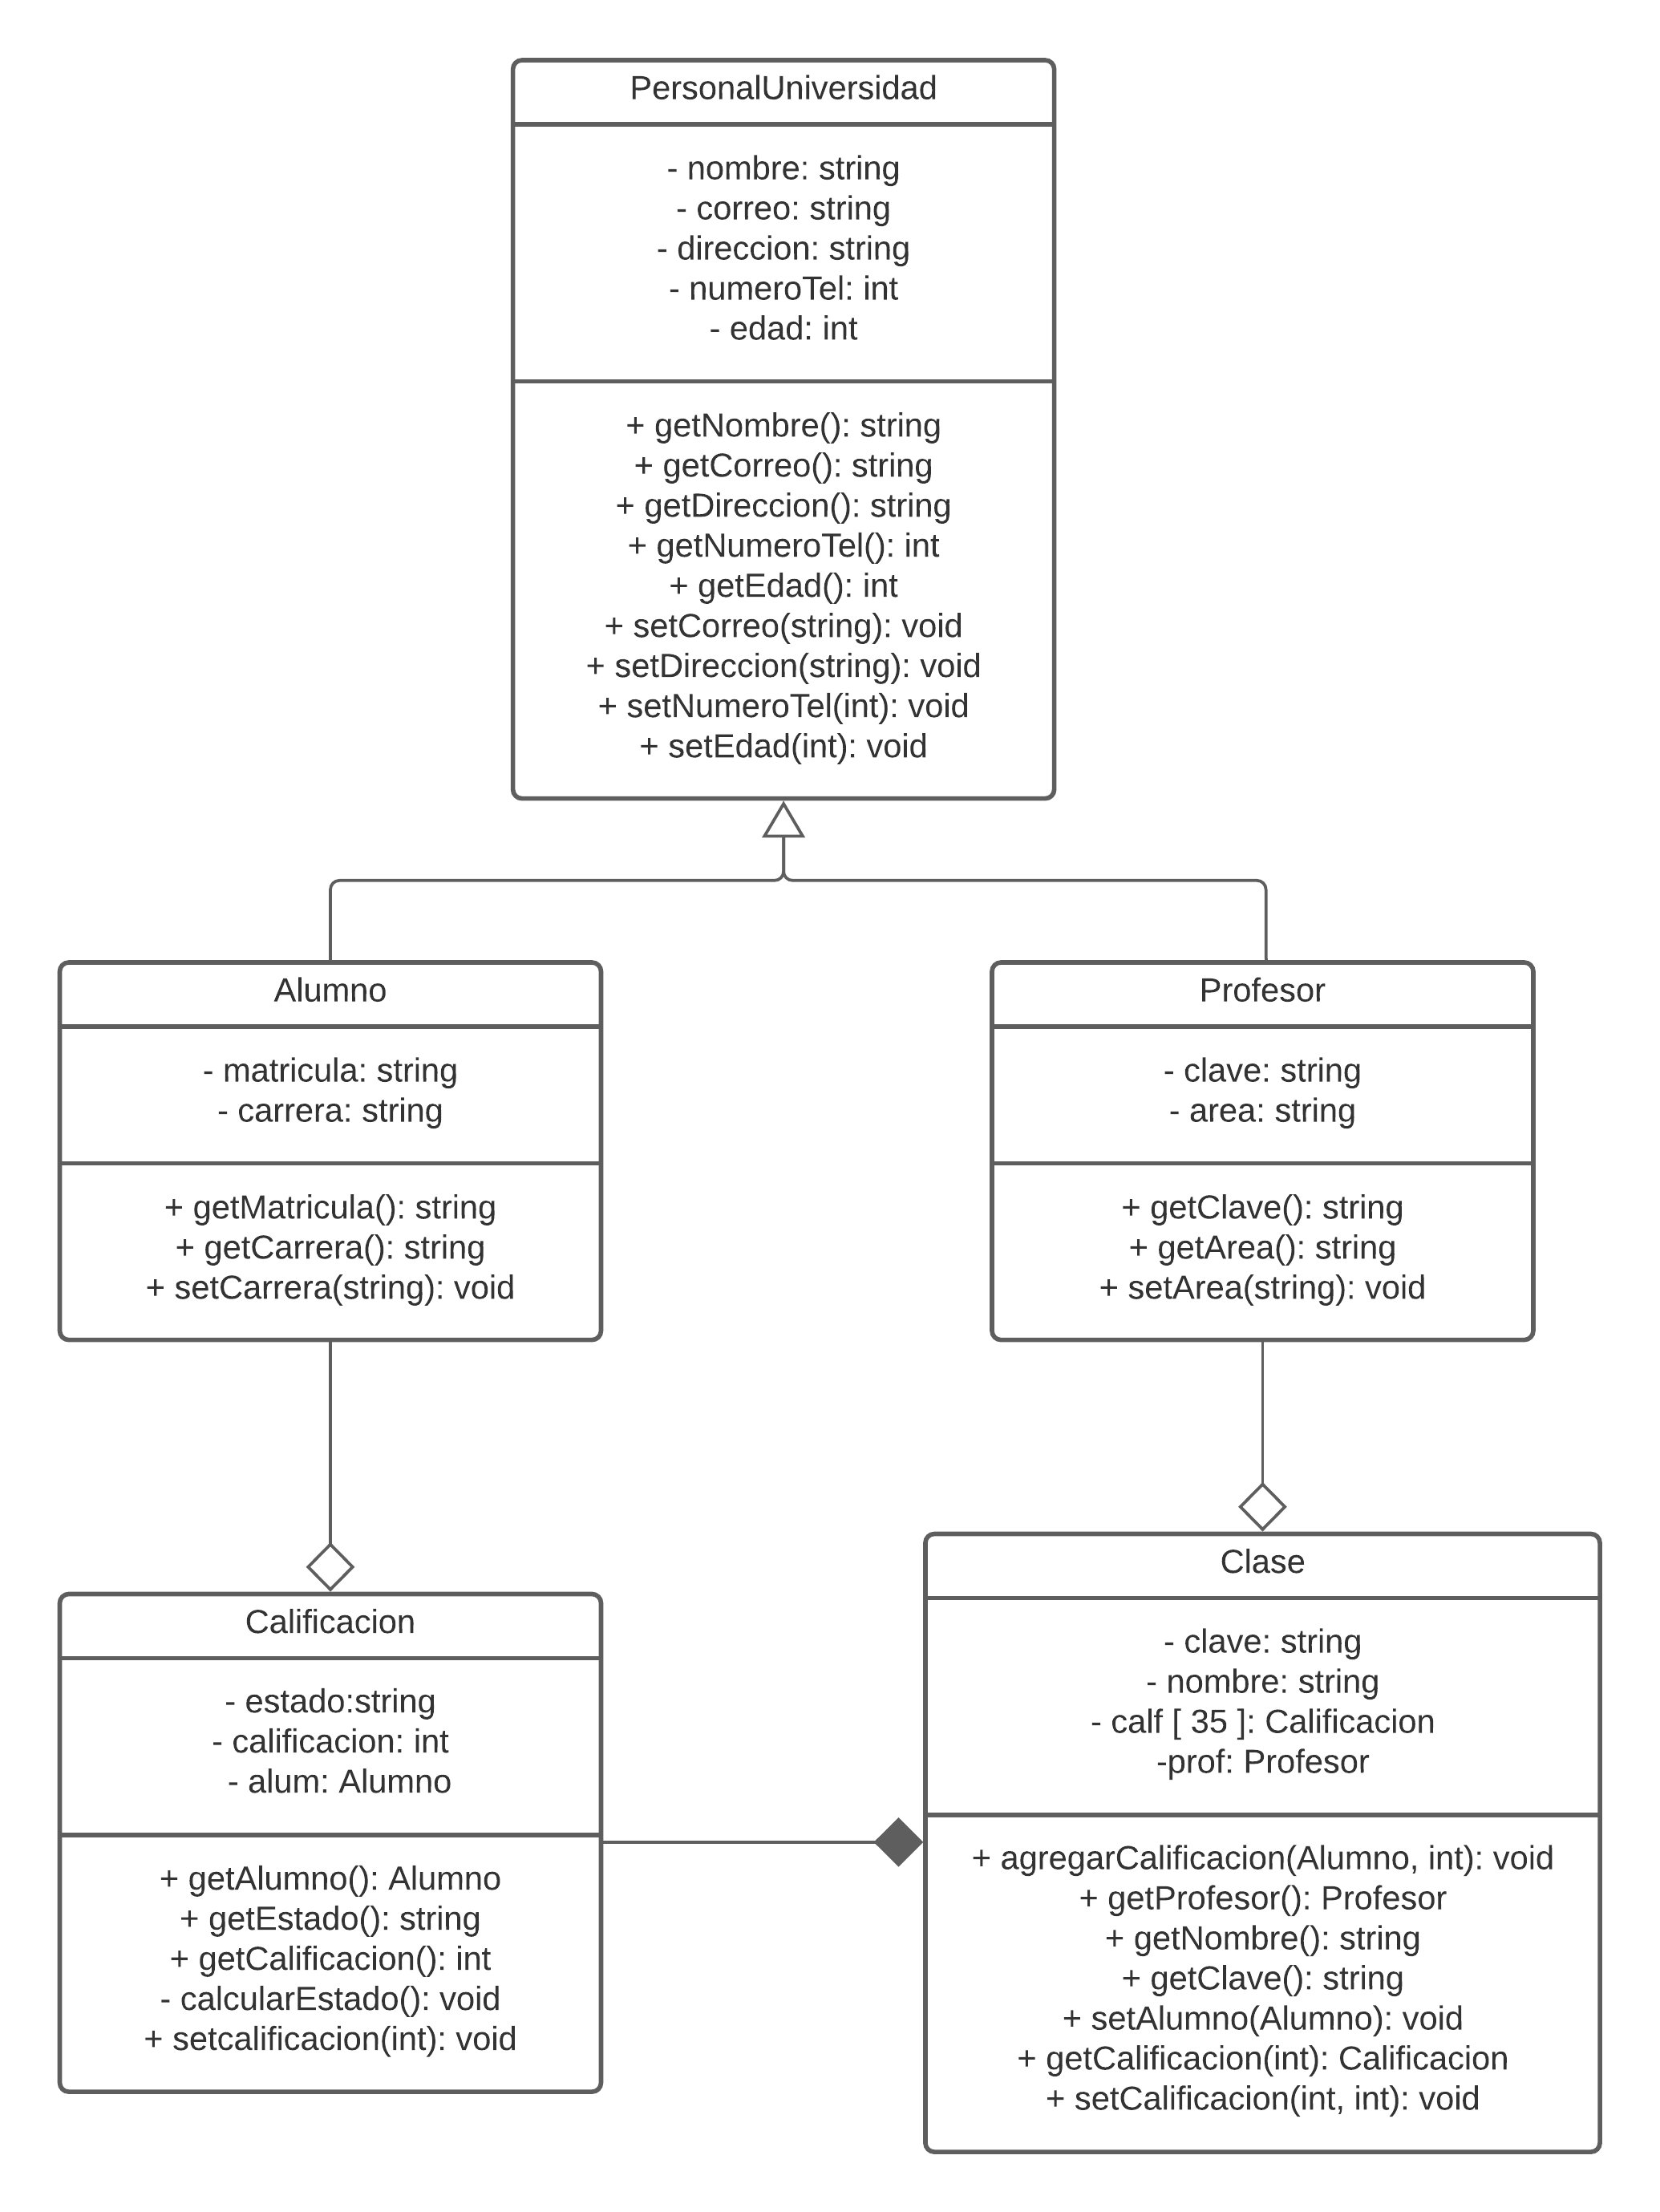 PersonalUniversidad
- nombre: string
- correo: string
- direccion: string
- numeroTel: int
- edad: int
+ getNombre(): string
+ getCorreo(): string
+ getDireccion(): string
+ getNumeroTel(): int
+ getEdad(): int
+ setCorreo(string): void
+ setDireccion(string): void
+ setNumeroTel(int): void
+ setEdad(int): void
Alumno
- matricula: string
- carrera: string
+ getMatricula(): string
+ getCarrera(): string
+ setCarrera(string): void
Profesor
- clave: string
- area: string
+ getClave(): string
+ getArea(): string
+ setArea(string): void
Calificacion
- estado:string
- calificacion: int
- alum: Alumno
+ getAlumno(): Alumno
+ getEstado(): string
+ getCalificacion(): int
- calcularEstado(): void
+ setcalificacion(int): void
Clase
- clave: string
- nombre: string
- calf [ 35 ]: Calificacion
-prof: Profesor
+ agregarCalificacion(Alumno, int): void
+ getProfesor(): Profesor
+ getNombre(): string
+ getClave(): string
+ setAlumno(Alumno): void
+ getCalificacion(int): Calificacion
+ setCalificacion(int, int): void